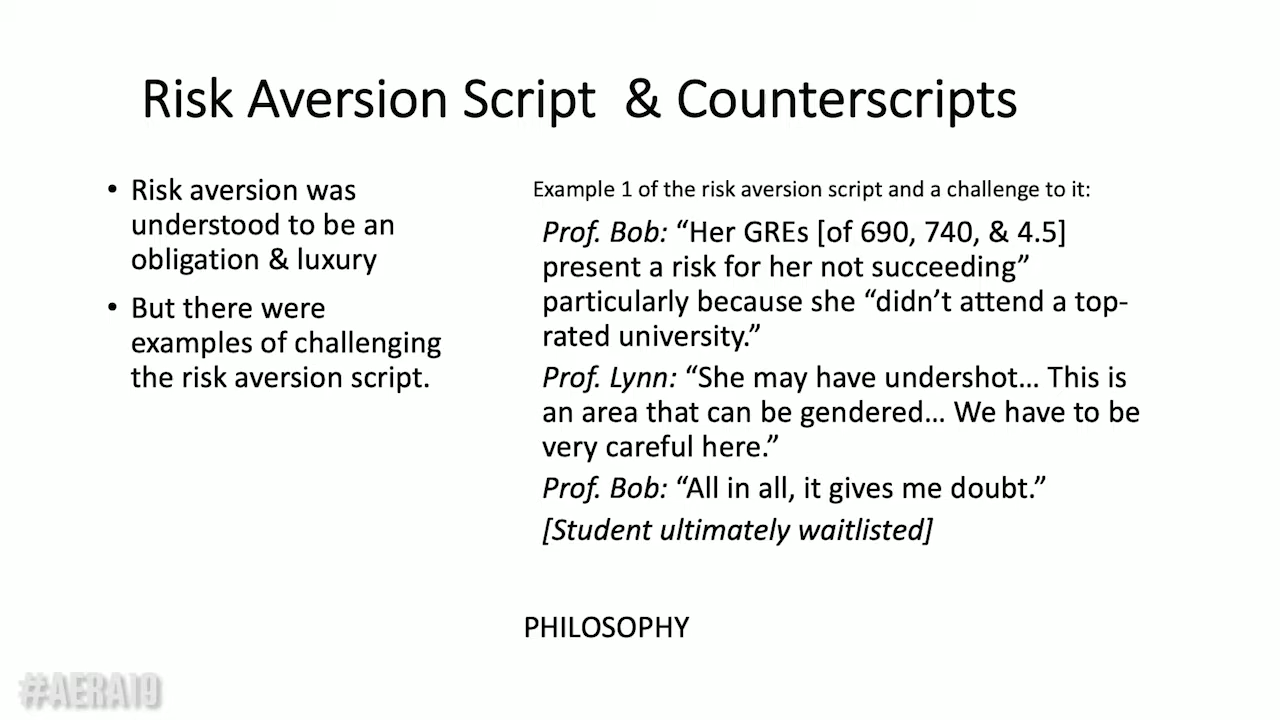 Risk Aversion Script & Counterscripts
• Risk aversion was
understood to be an
obligation & luxury
• But there were
examples of challenging
the risk aversion script.
Example 1 of the risk aversion script and a challenge to it:
Prof. Bob: “Her GREs [of 690, 740, & 4.5]
present a risk for her not succeeding”
particularly because she “didn’t attend a top-
rated university.”
Prof. Lynn: “She may have undershot… This is
an area that can be gendered… We have to be
very careful here.”
Prof. Bob: “All in all, it gives me doubt.”
[Student ultimately waitlisted]
PHILOSOPHY
#AERA19